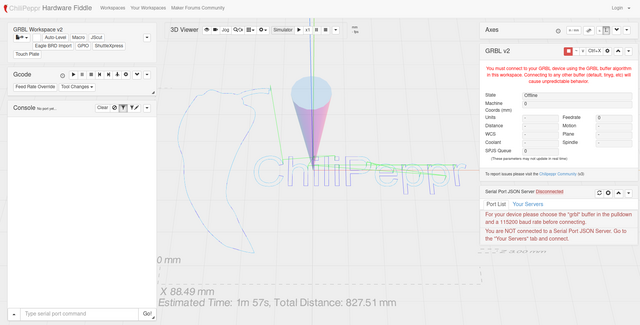 ChiliPeppr Hardware Fiddle
Workspaces
Your Workspaces
Maker Forums Community
Login
GRBL Workspace v2
Auto-Level
Macro
JScut
Eagle BRD Import
GPIO
ShuttleXpress
Touch Plate
Gcode
Feed Rate Override
Tool Changes
Console
Clear
Type serial port command
Go!
3D Viewer
Jog
Simulator
x1
ChiliPeppr
0 mm
X 88.49 mm
Estimated Time: 1m 57s, Total Distance: 827.51 mm
Axes
GRBL v2
Ctrl+X
You must connect to your GRBL device using the GRBL buffer algorithm
in this workspace. Connecting to any other buffer (default, tinyg, etc) will
cause unpredictable behavior.
State
Offline
Machine
Coords (mm)
0
Units
-
Feedrate
0
Distance
-
Motion
-
WCS
-
Plane
-
Coolant
-
Spindle
-
SPJS Queue
0
(These parameters may not update in real time)
To report issues please visit the Chilipeppr Community (v3)
Serial Port JSON Server Disconnected
Port List
Your Servers
For your device please choose the "grbl" buffer in the pulldown
and a 115200 baud rate before connecting.
You are NOT connected to a Serial Port JSON Server. Go to
the "Your Servers" tab and connect.